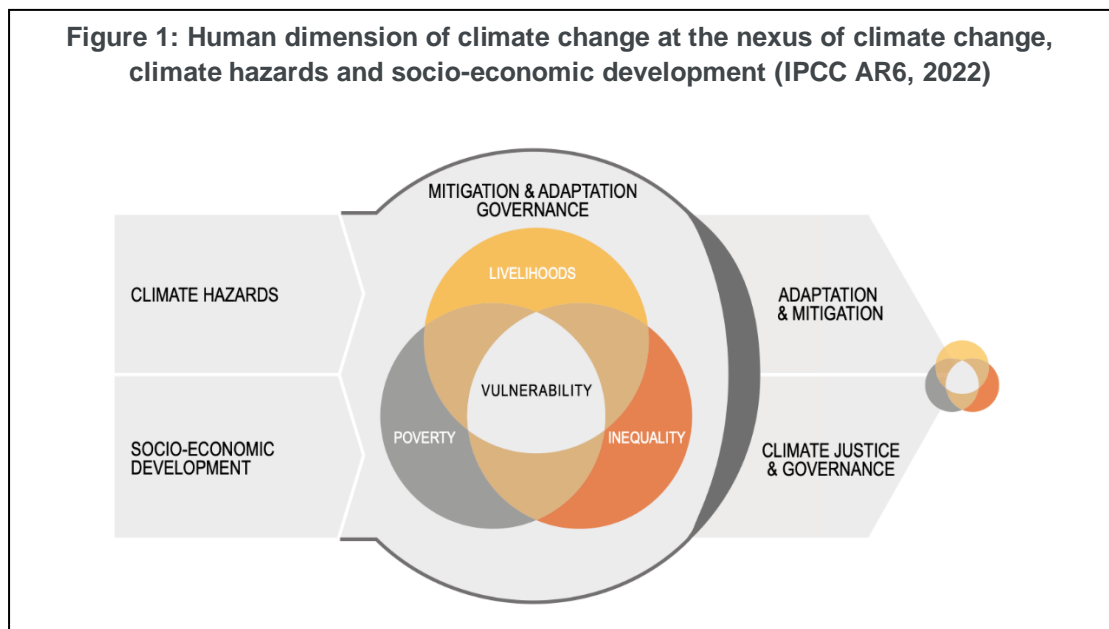 Figure 1: Human dimension of climate change at the nexus of climate change,
climate hazards and socio-economic development (IPCC AR6, 2022)
MITIGATION & ADAPTATION
GOVERNANCE
LIVELIHOODS
CLIMATE HAZARDS
ADAPTATION
& MITIGATION
VULNERABILITY
POVERTY
INEQUALITY
SOCIO-ECONOMIC
DEVELOPMENT
CLIMATE JUSTICE
& GOVERNANCE